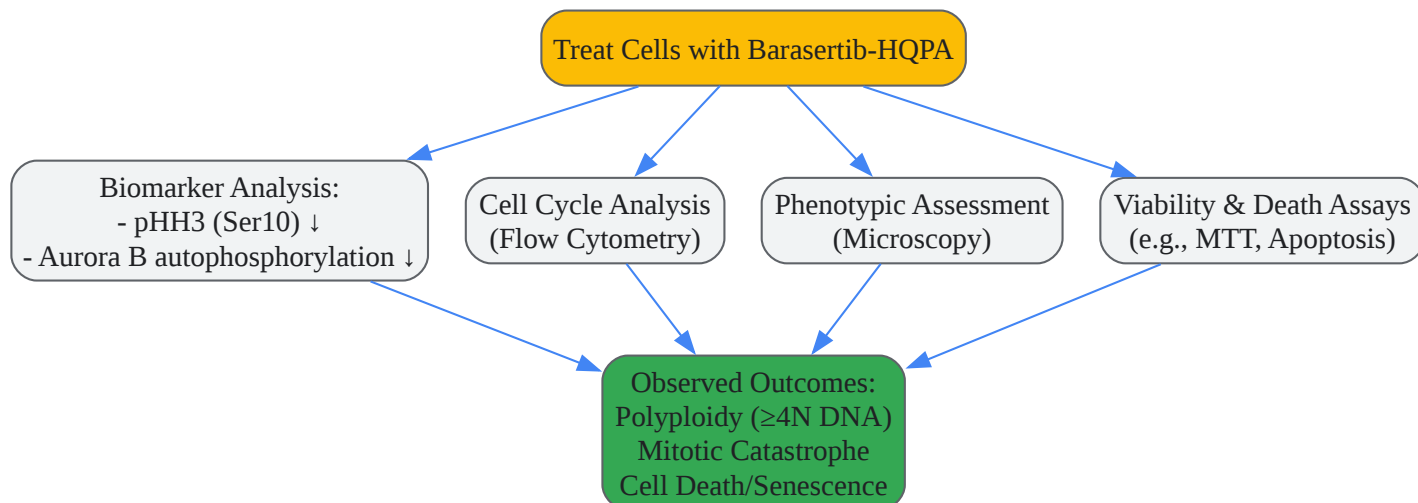 Treat Cells with Barasertib-HQPA
Biomarker Analysis:
- pHH3 (Ser10) ↓
- Aurora B autophosphorylation ↓
Cell Cycle Analysis
(Flow Cytometry)
Phenotypic Assessment
(Microscopy)
Viability & Death Assays
(e.g., MTT, Apoptosis)
Observed Outcomes:
Polyploidy (≥4N DNA)
Mitotic Catastrophe
Cell Death/Senescence